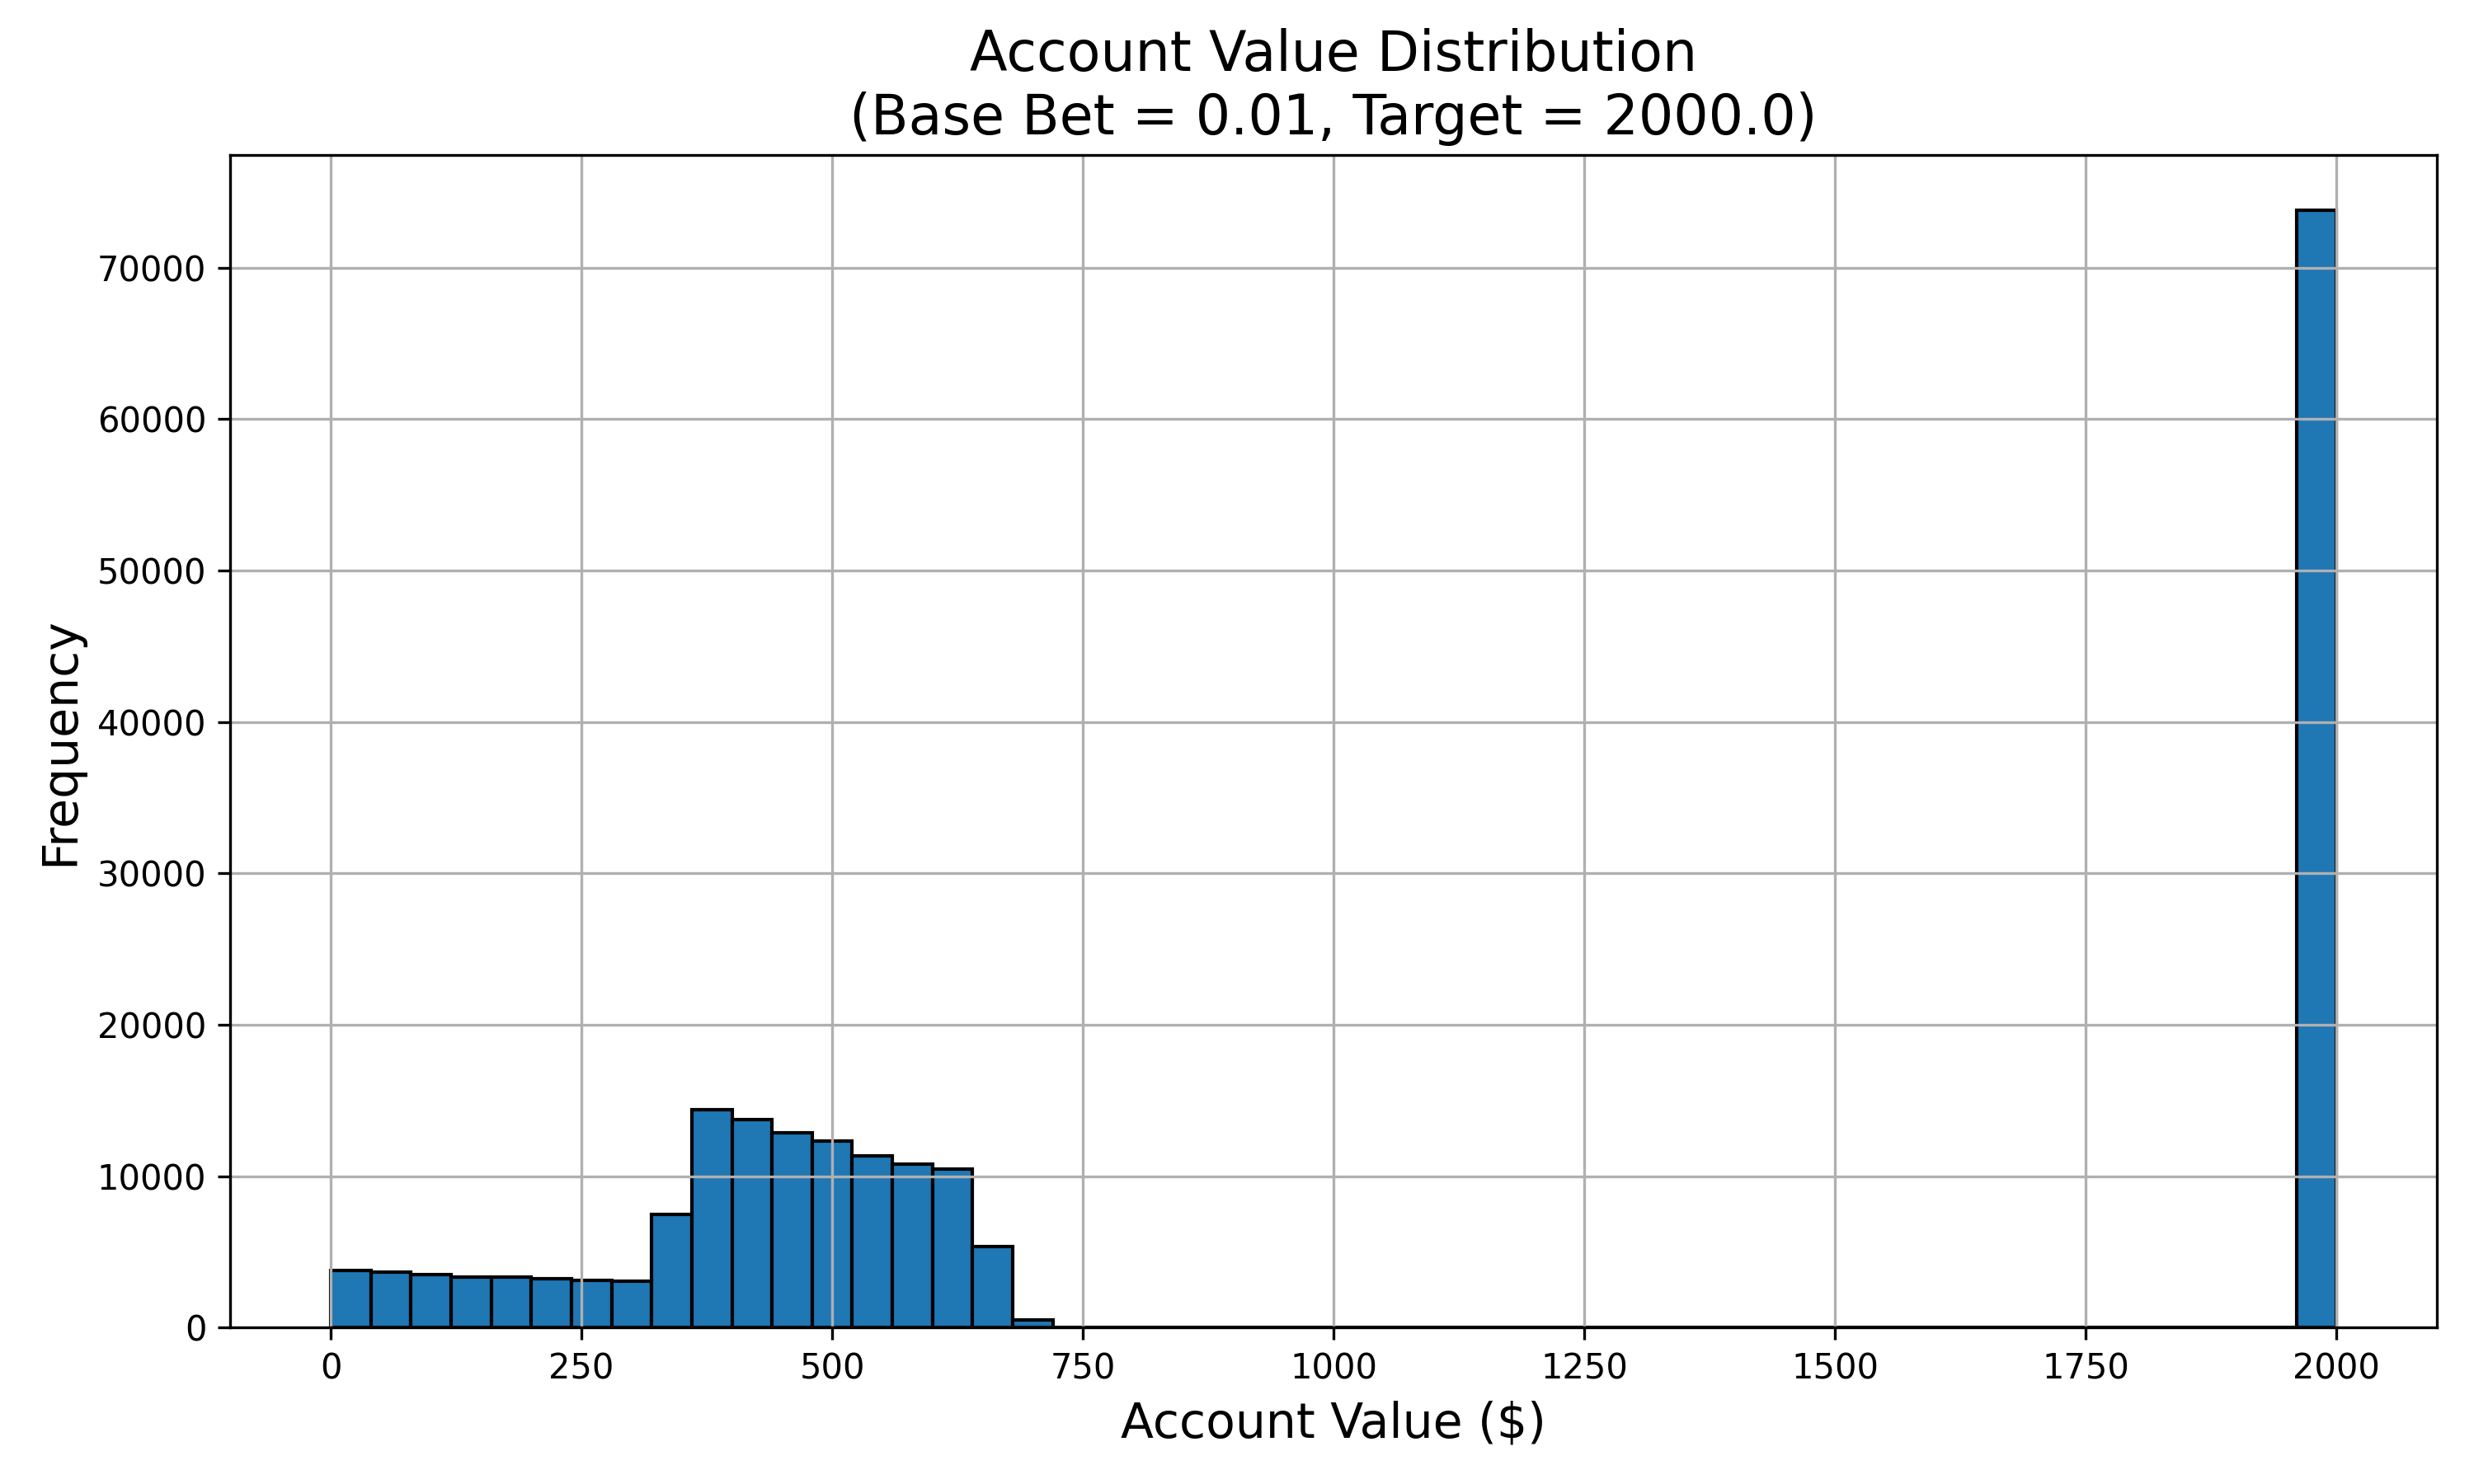 Account Value Distribution
(Base Bet = 0.01, Target = 2000.0)
70000
60000
50000
40000
30000
20000
10000
0
Frequency
0 250 500 750 1000 1250 1500 1750 2000
Account Value ($)